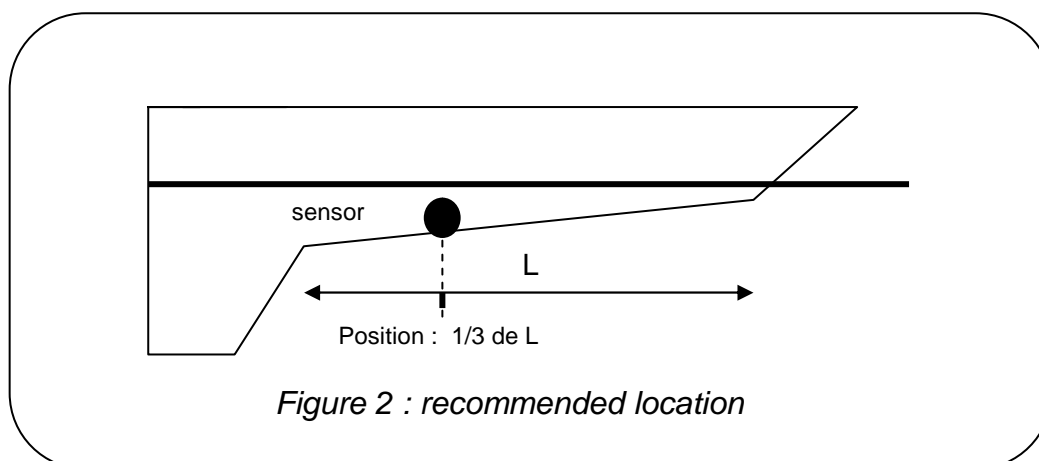 sensor
L
Position : 1/3 de L
Figure 2 : recommended location